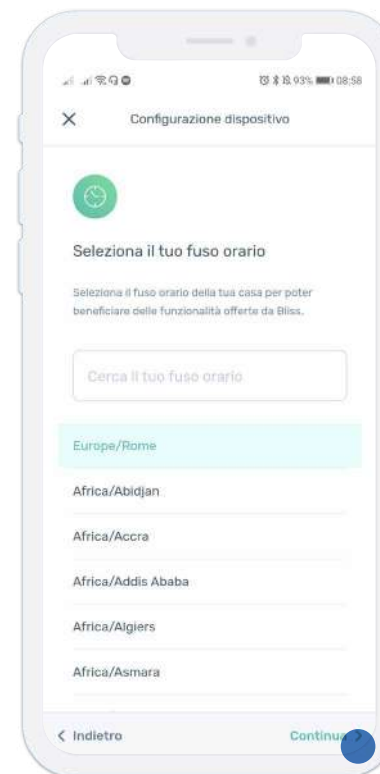 93% 08:58
Configurazione dispositivo
Seleziona il tuo fuso orario
Seleziona il fuso orario della tua casa per poter
beneficiare delle funzionalità offerte da Bliss.
Cerca il tuo fuso orario
Europe/Rome
Africa/Abidjan
Africa/Accra
Africa/Addis Ababa
Africa/Algiers
Africa/Asmara
Indietro Continua